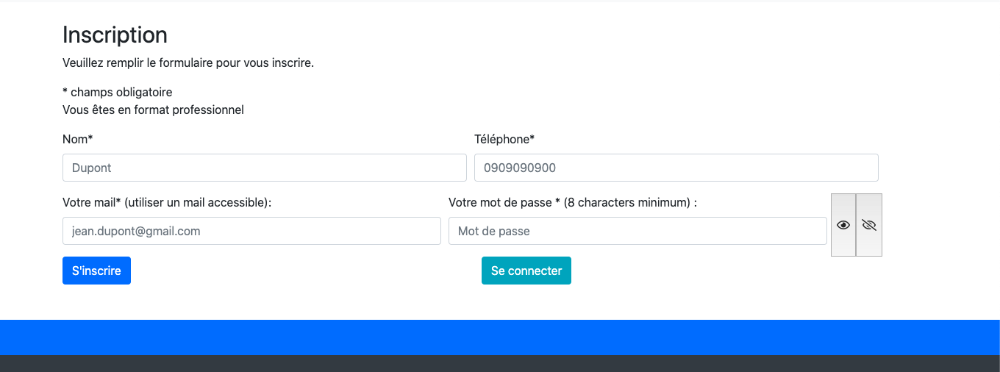 Inscription
Veuillez remplir le formulaire pour vous inscrire.
* champs obligatoire
Vous êtes en format professionnel
Nom* Téléphone*
Dupont 0909090900
Votre mail* (utiliser un mail accessible): Votre mot de passe * (8 characters minimum) :
jean.dupont@gmail.com Mot de passe
S'inscrire Se connecter